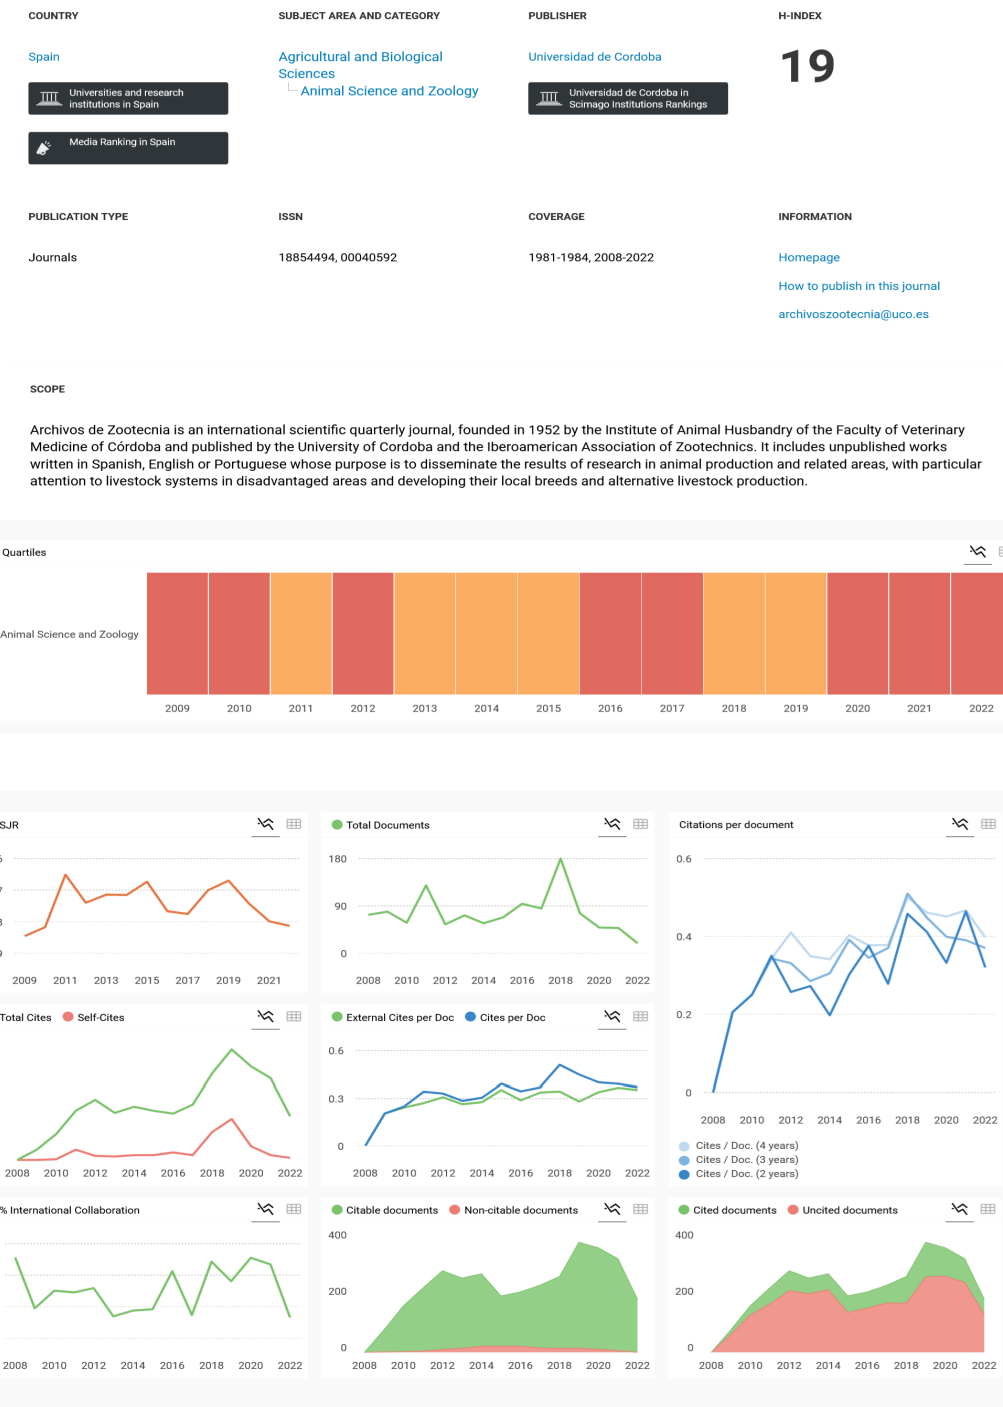 COUNTRY
SUBJECT AREA AND CATEGORY
PUBLISHER
H-INDEX
Spain
Universities and research
institutions in Spain
Media Ranking in Spain
Agricultural and Biological
Sciences
Animal Science and Zoology
Universidad de Cordoba
Universidad de Cordoba in
Scimago Institutions Rankings
19
PUBLICATION TYPE
ISSN
COVERAGE
INFORMATION
Journals
18854494, 00040592
1981-1984, 2008-2022
Homepage
How to publish in this journal
archivoszootecnia@uco.es
SCOPE
Archivos de Zootecnia is an international scientific quarterly journal, founded in 1952 by the Institute of Animal Husbandry of the Faculty of Veterinary
Medicine of Córdoba and published by the University of Cordoba and the Iberoamerican Association of Zootechnics. It includes unpublished works
written in Spanish, English or Portuguese whose purpose is to disseminate the results of research in animal production and related areas, with particular
attention to livestock systems in disadvantaged areas and developing their local breeds and alternative livestock production.
Quartiles
Animal Science and Zoology
2009 2010 2011 2012 2013 2014 2015 2016 2017 2018 2019 2020 2021 2022
SJR
2009 2011 2013 2015 2017 2019 2021
Total Documents
180
90
0
2008 2010 2012 2014 2016 2018 2020 2022
Citations per document
0.6
0.4
0.2
0
2008 2010 2012 2014 2016 2018 2020 2022
Cites / Doc. (4 years)
Cites / Doc. (3 years)
Cites / Doc. (2 years)
Total Cites Self-Cites
2008 2010 2012 2014 2016 2018 2020 2022
External Cites per Doc Cites per Doc
0.6
0.3
0
2008 2010 2012 2014 2016 2018 2020 2022
% International Collaboration
2008 2010 2012 2014 2016 2018 2020 2022
Citable documents Non-citable documents
400
200
0
2008 2010 2012 2014 2016 2018 2020 2022
Cited documents Uncited documents
400
200
0
2008 2010 2012 2014 2016 2018 2020 2022